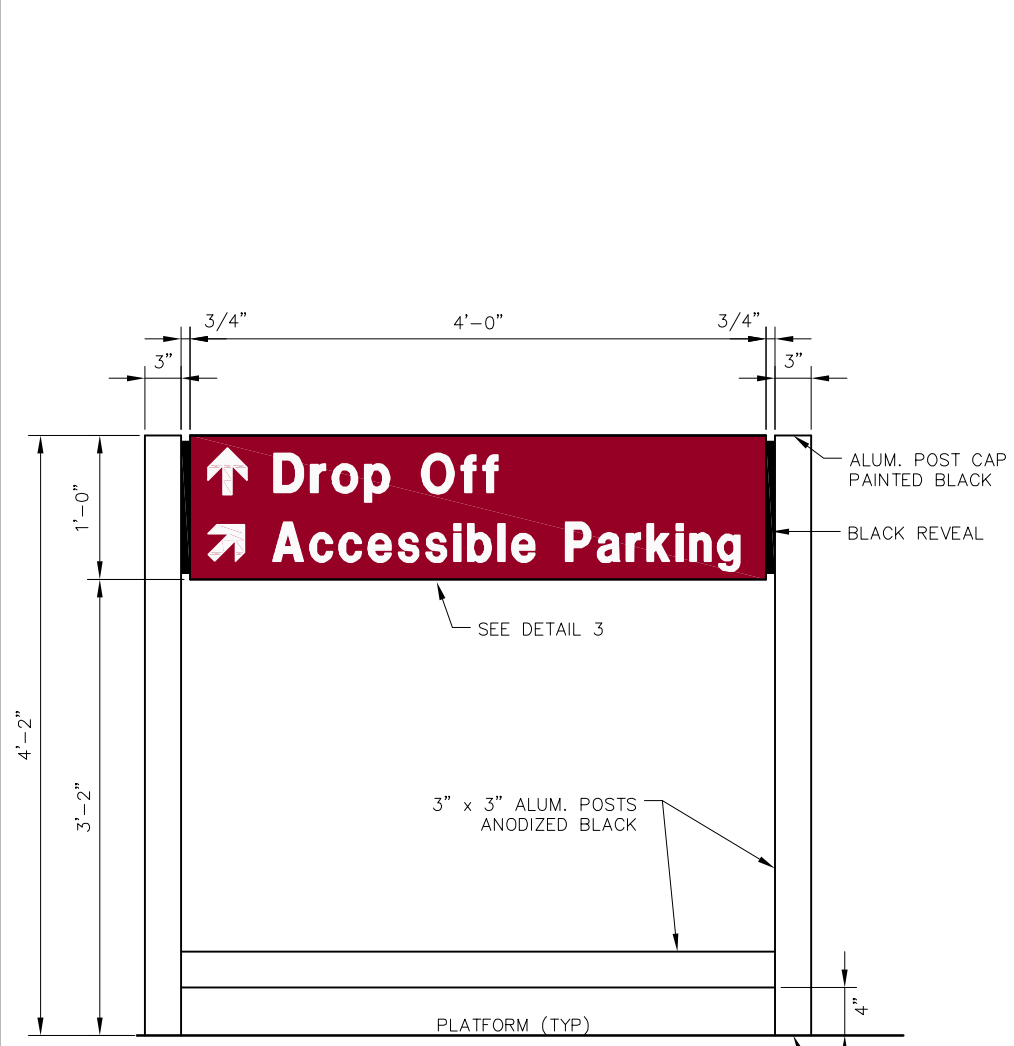 3/4" 4'-0" 3/4"
3" 3"
Drop Off
Accessible Parking
ALUM. POST CAP
PAINTED BLACK
BLACK REVEAL
1'-0"
SEE DETAIL 3
4'-2"
3'-2"
3" x 3" ALUM. POSTS
ANODIZED BLACK
4"
PLATFORM (TYP)